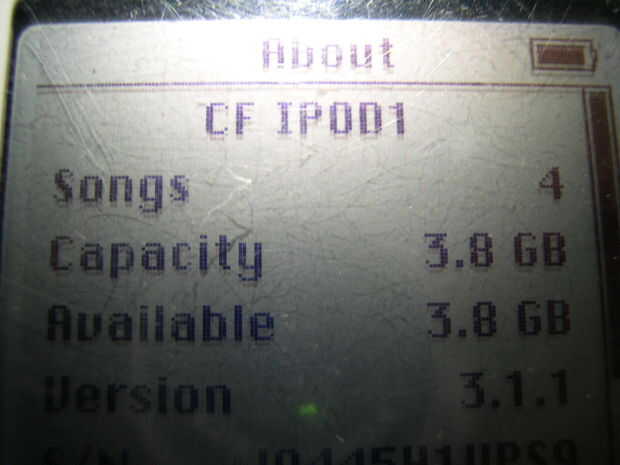 About
CF IPOD1
Songs 4
Capacity 3.8 GB
Available 3.8 GB
Version 3.1.1
S/N